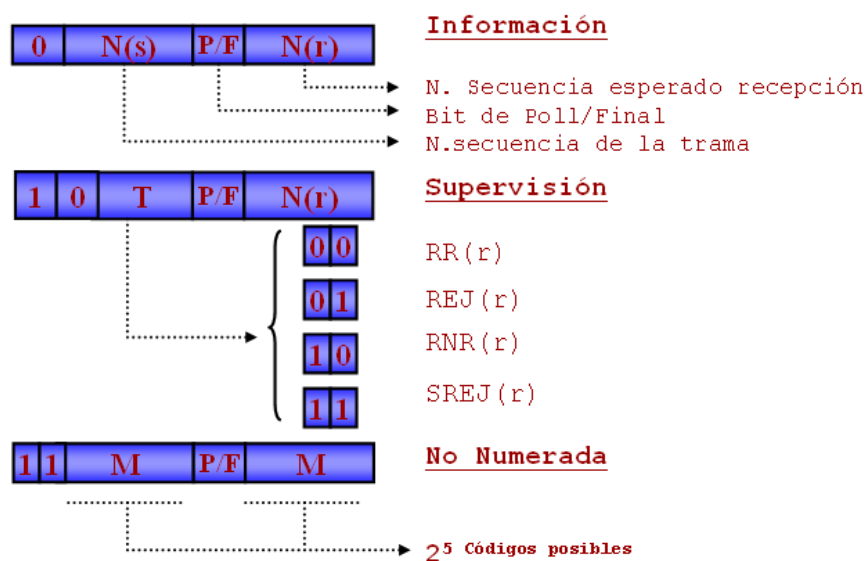 Información
0 N(s) P/F N(r)
N. Secuencia esperado recepción
Bit de Poll/Final
N.secuencia de la trama
Supervisión
1 0 T P/F N(r)
0 0 RR(r)
0 1 REJ(r)
1 0 RNR(r)
1 1 SREJ(r)
No Numerada
1 1 M P/F M
2⁵ Códigos posibles